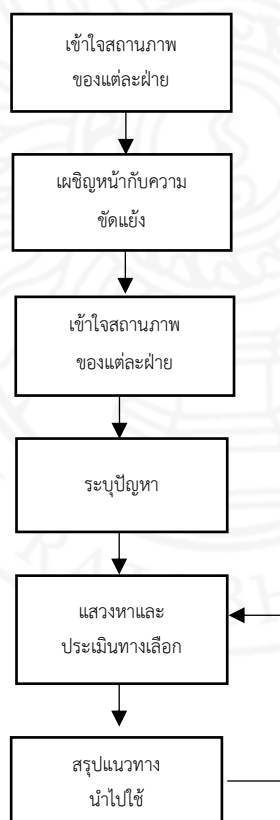 เข้าใจสถานภาพ
ของแต่ละฝ่าย
เผชิญหน้ากับความ
ขัดแย้ง
เข้าใจสถานภาพ
ของแต่ละฝ่าย
ระบุปัญหา
แสวงหาและ
ประเมินทางเลือก
สรุปแนวทาง
นำไปใช้